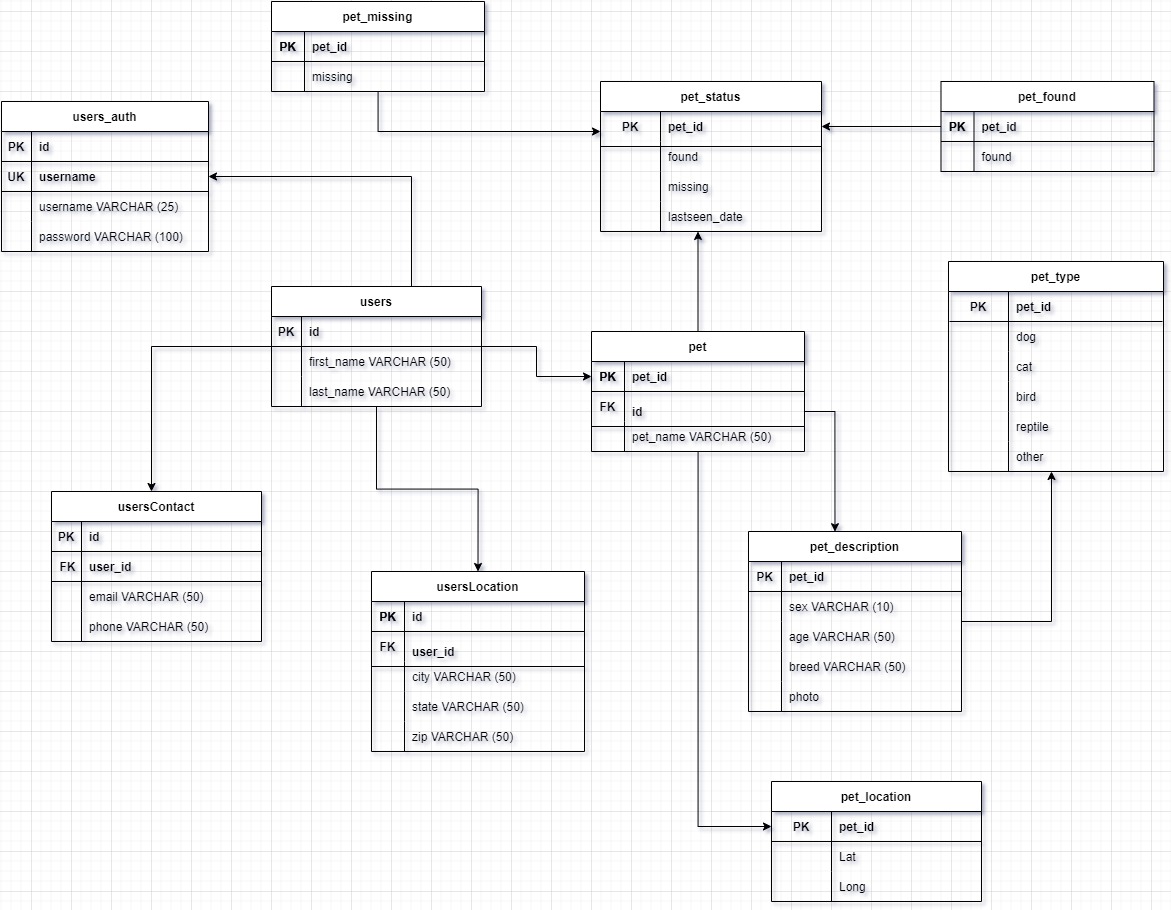 pet_missing
PK pet_id
missing
pet_status
PK pet_id
found
missing
lastseen_date
pet_found
PK pet_id
found
users_auth
PK id
UK username
username VARCHAR (25)
password VARCHAR (100)
users
PK id
first_name VARCHAR (50)
last_name VARCHAR (50)
pet
PK pet_id
FK id
pet_name VARCHAR (50)
pet_type
PK pet_id
dog
cat
bird
reptile
other
usersContact
PK id
FK user_id
email VARCHAR (50)
phone VARCHAR (50)
usersLocation
PK id
FK user_id
city VARCHAR (50)
state VARCHAR (50)
zip VARCHAR (50)
pet_description
PK pet_id
sex VARCHAR (10)
age VARCHAR (50)
breed VARCHAR (50)
photo
pet_location
PK pet_id
Lat
Long